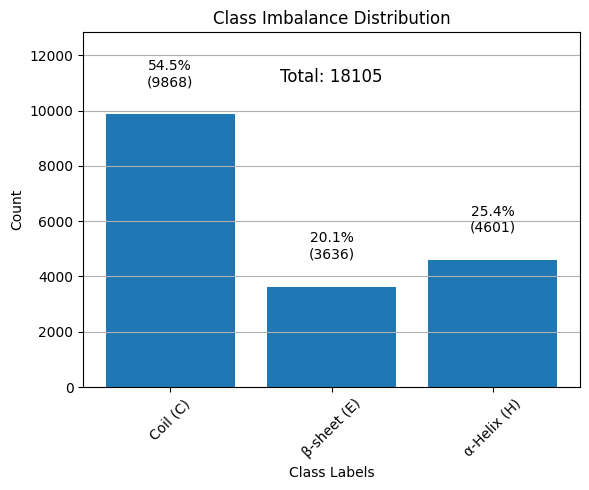 Class Imbalance Distribution
12000
10000
8000
6000
4000
2000
0
Count
54.5%
(9868)
Total: 18105
20.1%
(3636)
25.4%
(4601)
Coil (C)
β-sheet (E)
α-Helix (H)
Class Labels